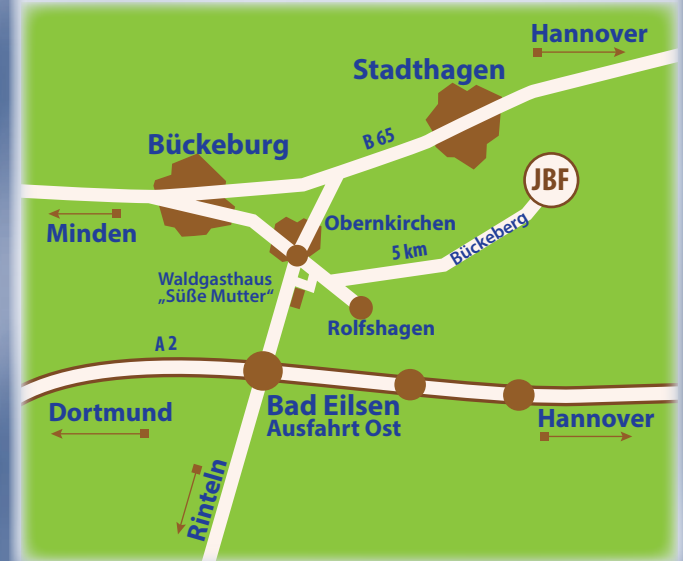 Hannover
Stadthagen
B 65
Bückeburg
JBF
Minden
Obernkirchen
5 km
Bückeberg
Waldgasthaus
„Süße Mutter“
Rolfshagen
A 2
Dortmund
Bad Eilsen
Ausfahrt Ost
Hannover
Rinteln